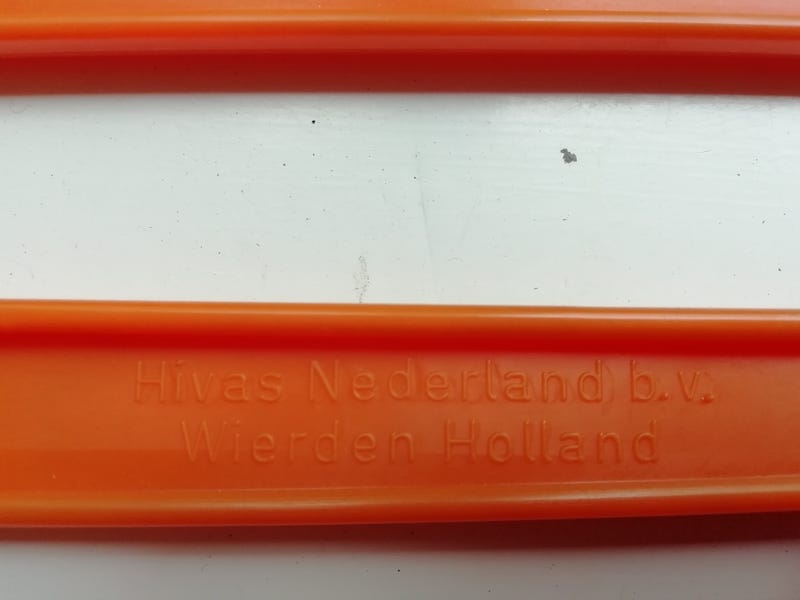 Hivas Nederland b.v.
Wierden Holland